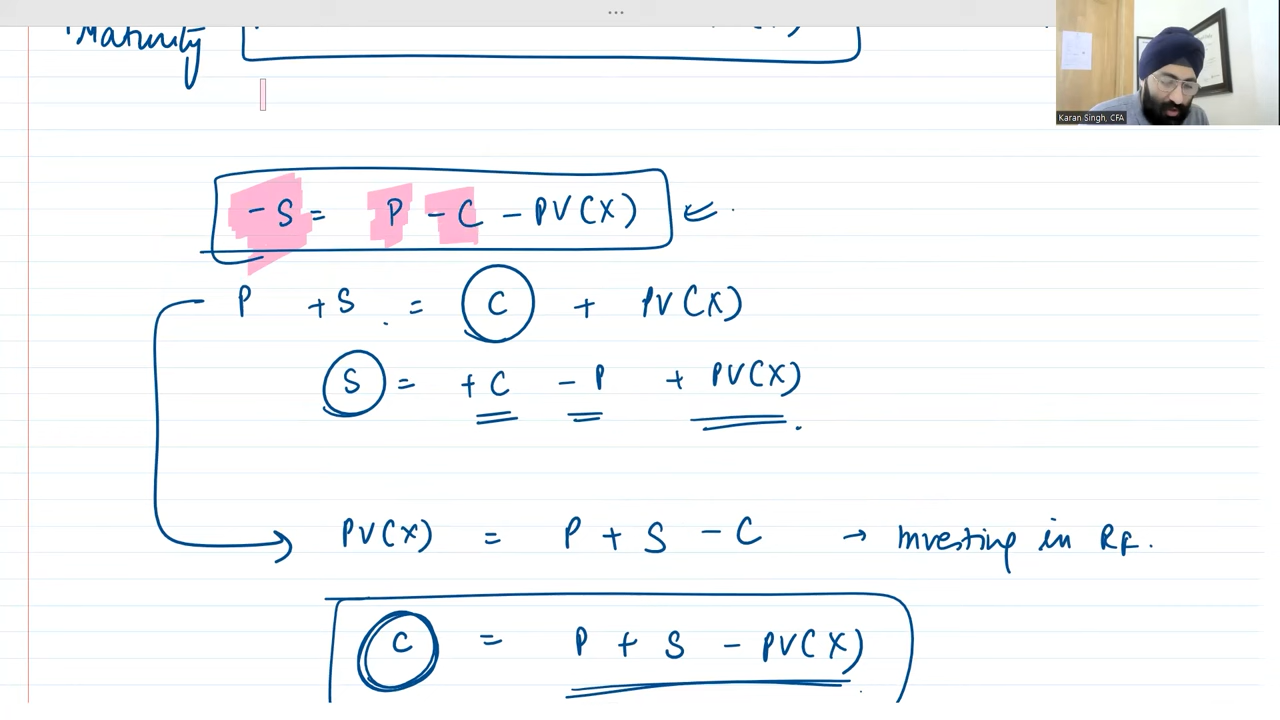 Maturity
Karan Singh, CFA
-S = P - C - PV(X)
P + S = C + PV(X)
S = + C - P + PV(X)
PV(X) = P + S - C → Investing in RF.
C = P + S - PV(X)